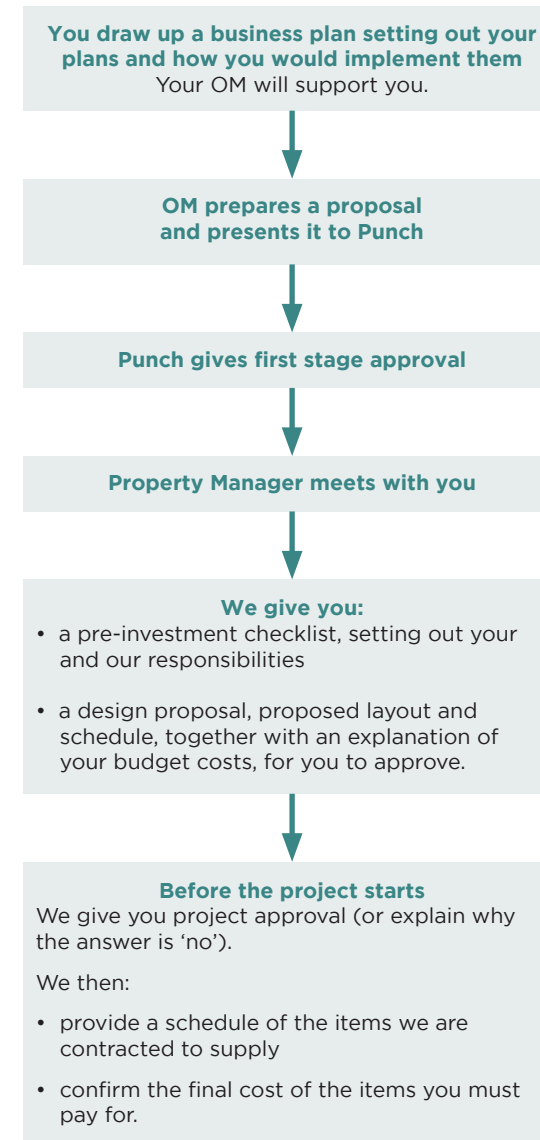 You draw up a business plan setting out your
plans and how you would implement them
Your OM will support you.
OM prepares a proposal
and presents it to Punch
Punch gives first stage approval
Property Manager meets with you
We give you:
• a pre-investment checklist, setting out your
and our responsibilities
• a design proposal, proposed layout and
schedule, together with an explanation of
your budget costs, for you to approve.
Before the project starts
We give you project approval (or explain why
the answer is ‘no’).
We then:
• provide a schedule of the items we are
contracted to supply
• confirm the final cost of the items you must
pay for.